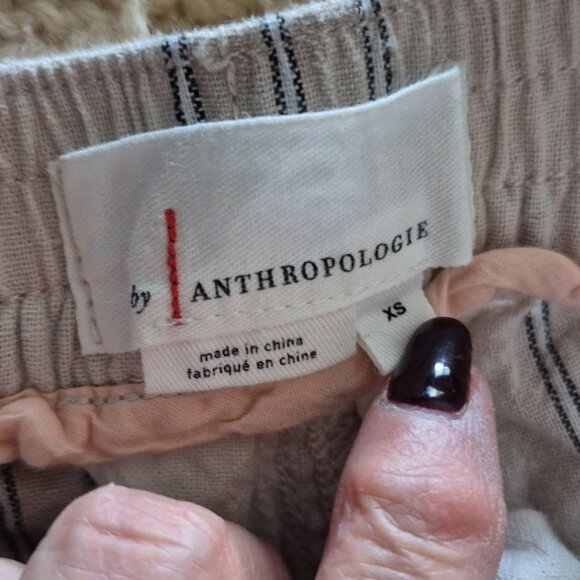 by | ANTHROPOLOGIE
XS
made in china
fabriqué en chine